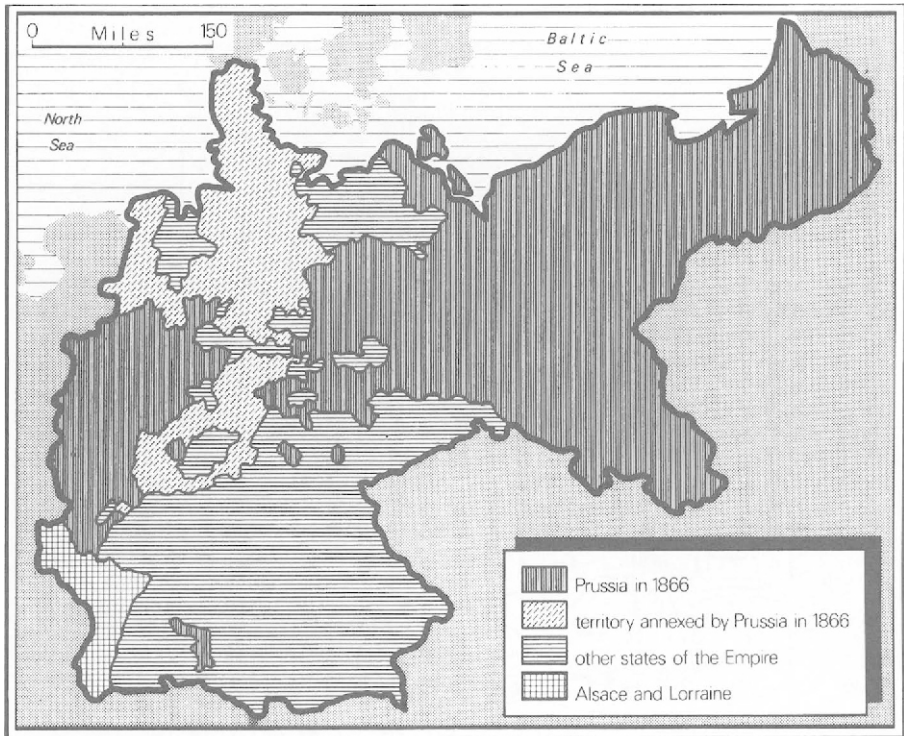 0 Miles 150
Baltic
Sea
North
Sea
Prussia in 1866
territory annexed by Prussia in 1866
other states of the Empire
Alsace and Lorraine